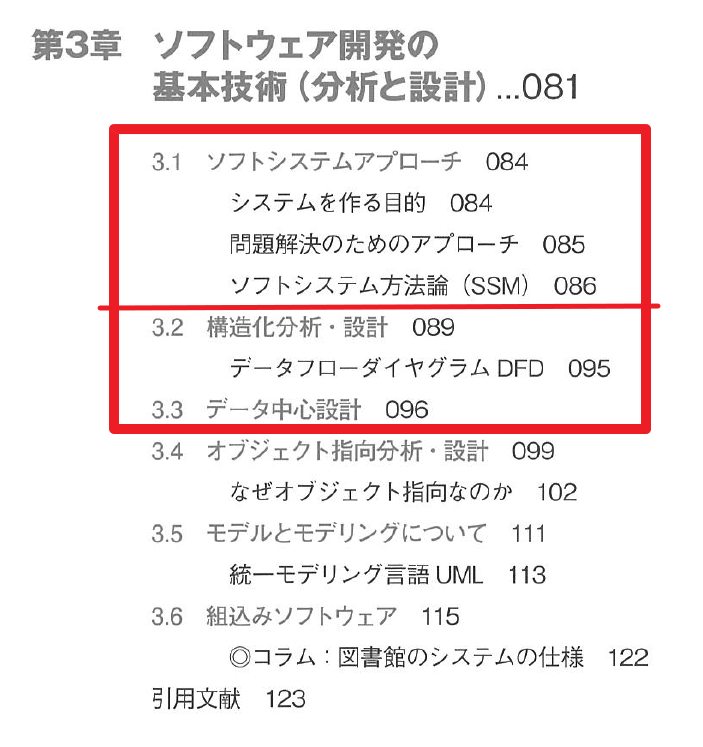 第3章 ソフトウェア開発の
基本技術(分析と設計)...081
3.1 ソフトシステムアプローチ 084
システムを作る目的 084
問題解決のためのアプローチ 085
ソフトシステム方法論(SSM) 086
3.2 構造化分析・設計 089
データフローダイヤグラム DFD 095
3.3 データ中心設計 096
3.4 オブジェクト指向分析・設計 099
なぜオブジェクト指向なのか 102
3.5 モデルとモデリングについて 111
統一モデリング言語 UML 113
3.6 組込みソフトウェア 115
◎コラム:図書館のシステムの仕様 122
引用文献 123